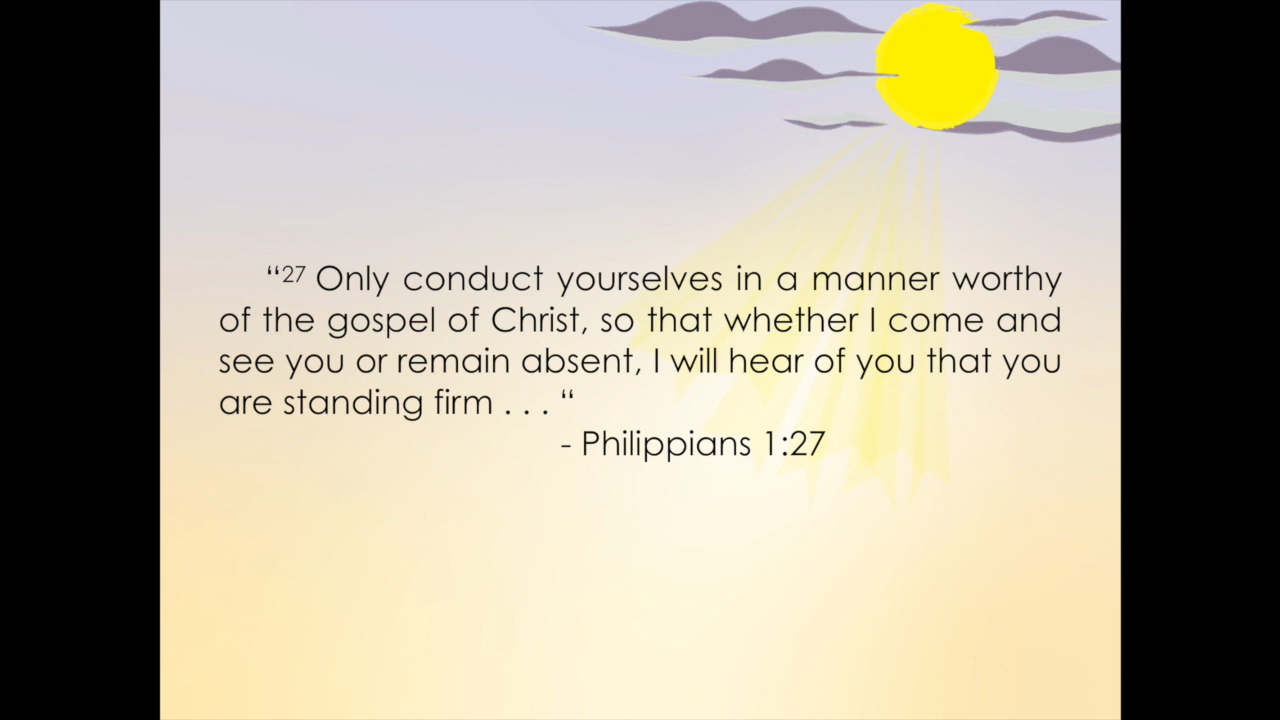 “27 Only conduct yourselves in a manner worthy
of the gospel of Christ, so that whether I come and
see you or remain absent, I will hear of you that you
are standing firm . . . “
- Philippians 1:27